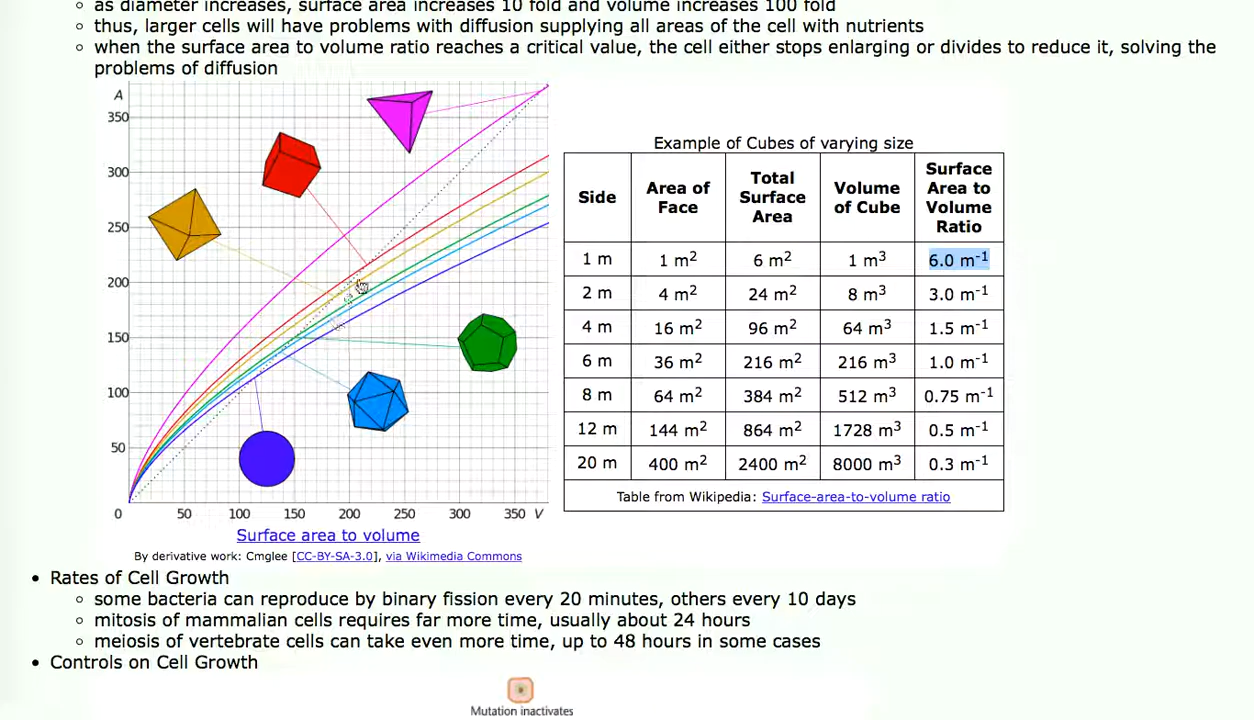 as diameter increases, surface area increases 10 fold and volume increases 100 fold
thus, larger cells will have problems with diffusion supplying all areas of the cell with nutrients
when the surface area to volume ratio reaches a critical value, the cell either stops enlarging or divides to reduce it, solving the
problems of diffusion
A
350
300
250
200
150
100
50
0 50 100 150 200 250 300 350 V
Surface area to volume
By derivative work: Cmglee [CC-BY-SA-3.0], via Wikimedia Commons
Example of Cubes of varying size
Side Area of Face Total Surface Area Volume of Cube Surface Area to Volume Ratio
1 m 1 m² 6 m² 1 m³ 6.0 m⁻¹
2 m 4 m² 24 m² 8 m³ 3.0 m⁻¹
4 m 16 m² 96 m² 64 m³ 1.5 m⁻¹
6 m 36 m² 216 m² 216 m³ 1.0 m⁻¹
8 m 64 m² 384 m² 512 m³ 0.75 m⁻¹
12 m 144 m² 864 m² 1728 m³ 0.5 m⁻¹
20 m 400 m² 2400 m² 8000 m³ 0.3 m⁻¹
Table from Wikipedia: Surface-area-to-volume ratio
Rates of Cell Growth
some bacteria can reproduce by binary fission every 20 minutes, others every 10 days
mitosis of mammalian cells requires far more time, usually about 24 hours
meiosis of vertebrate cells can take even more time, up to 48 hours in some cases
Controls on Cell Growth
Mutation inactivates